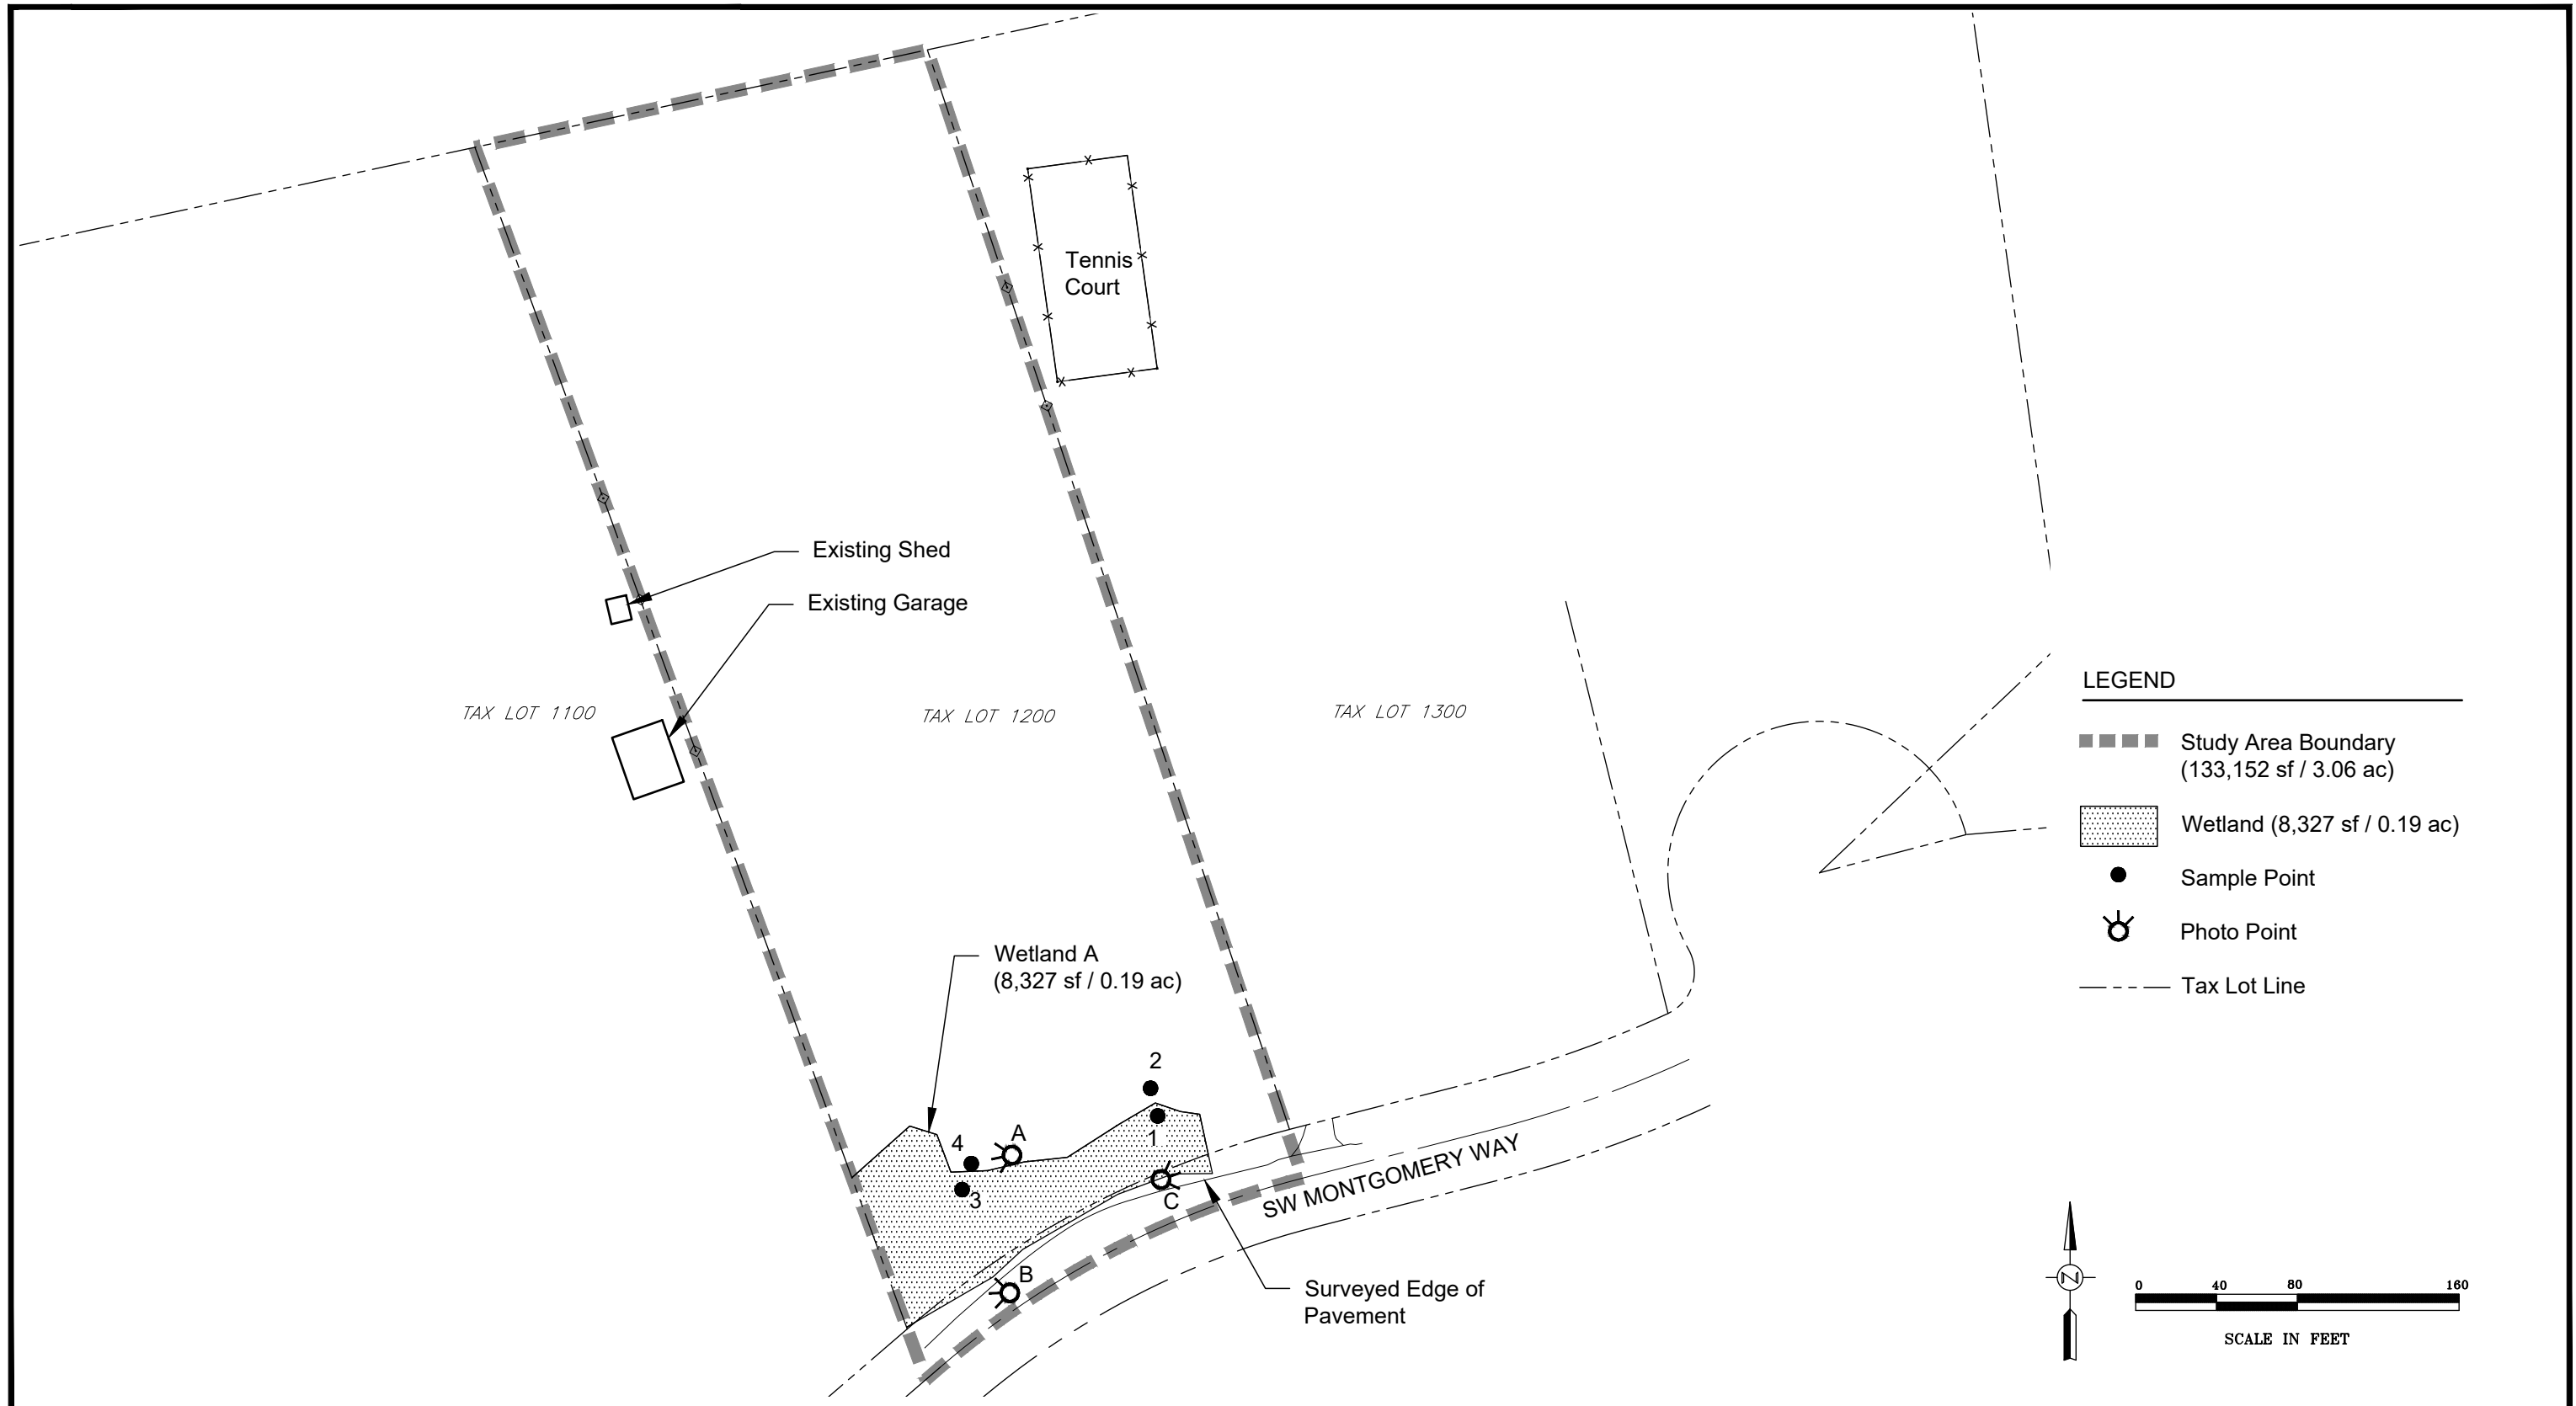 Tennis
Court
Existing Shed
Existing Garage
TAX LOT 1100
TAX LOT 1200
TAX LOT 1300
LEGEND
Study Area Boundary
(133,152 sf / 3.06 ac)
Wetland (8,327 sf / 0.19 ac)
Sample Point
Photo Point
Tax Lot Line
Wetland A
(8,327 sf / 0.19 ac)
2
1
4
A
3
C
B
SW MONTGOMERY WAY
Surveyed Edge of
Pavement
N
0 40 80 160
SCALE IN FEET